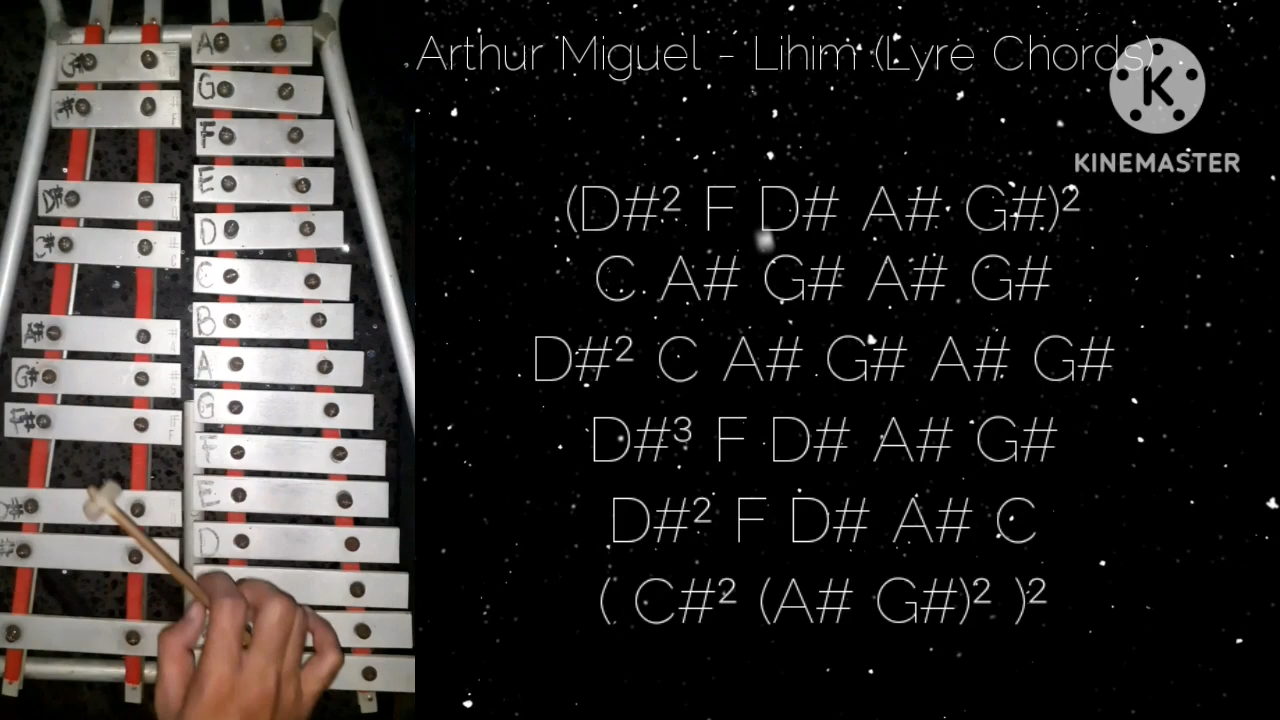 Arthur Miguel - Lihim (Lyre Chords)
K
KINEMASTER
(D#² F D# A# G#)²
C A# G# A# G#
D#² C A# G# A# G#
D#³ F D# A# G#
D#² F D# A# C
( C#² (A# G#)² )²
A
G
F
E
D
C
B
A
G
F
E
D
G#
F#
D#
C#
A#
G#
F#